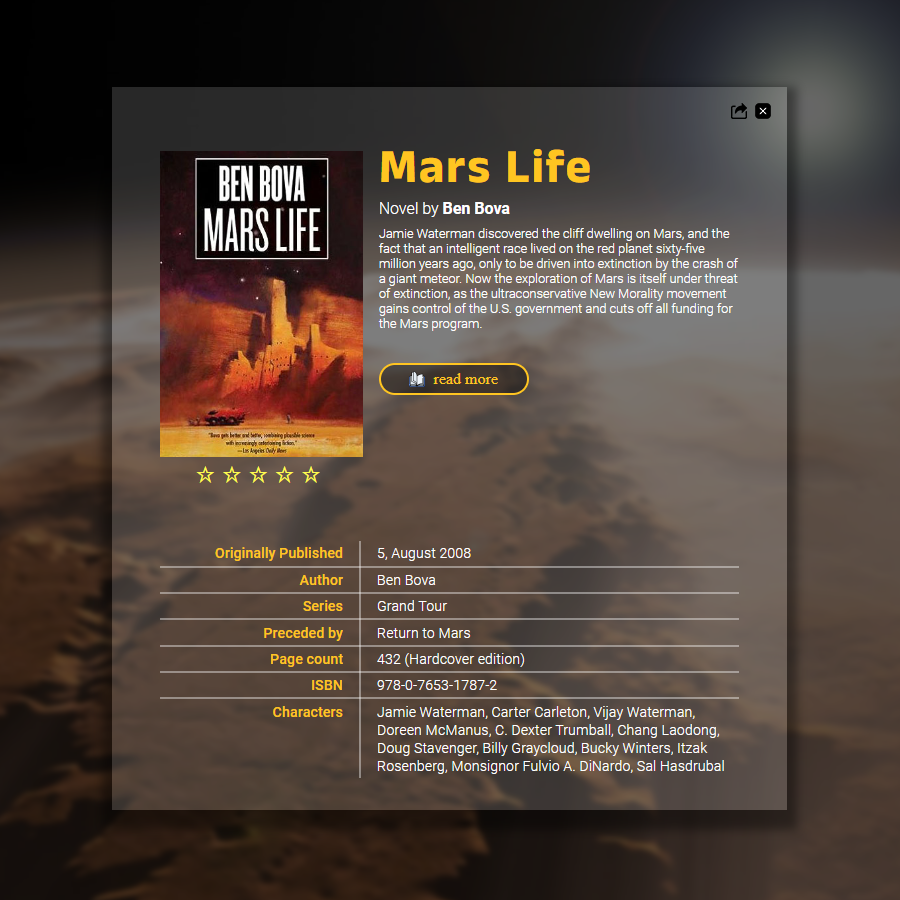 BEN BOVA
MARS LIFE
"Bova gets better and better, combining plausible science
with increasingly entertaining fiction."
—Los Angeles Daily News
Mars Life
Novel by Ben Bova
Jamie Waterman discovered the cliff dwelling on Mars, and the
fact that an intelligent race lived on the red planet sixty-five
million years ago, only to be driven into extinction by the crash of
a giant meteor. Now the exploration of Mars is itself under threat
of extinction, as the ultraconservative New Morality movement
gains control of the U.S. government and cuts off all funding for
the Mars program.
read more
Originally Published 5, August 2008
Author Ben Bova
Series Grand Tour
Preceded by Return to Mars
Page count 432 (Hardcover edition)
ISBN 978-0-7653-1787-2
Characters Jamie Waterman, Carter Carleton, Vijay Waterman,
Doreen McManus, C. Dexter Trumball, Chang Laodong,
Doug Stavenger, Billy Graycloud, Bucky Winters, Itzak
Rosenberg, Monsignor Fulvio A. DiNardo, Sal Hasdrubal